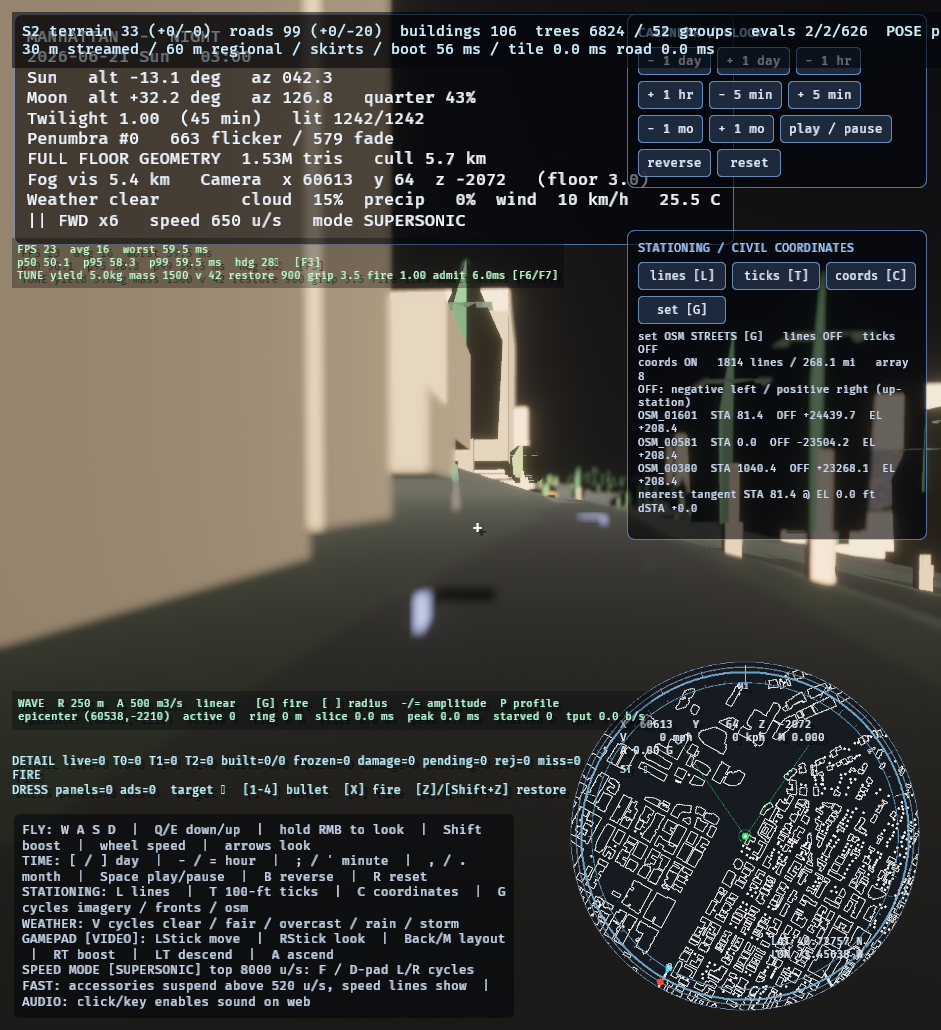 S2 terrain 33 (+0/-0)  roads 99 (+0/-20)  buildings 106  trees 6824 / 52 groups  evals 2/2/626  POSE p
30 m streamed / 60 m regional / skirts / boot 56 ms / tile 0.0 ms road 0.0 ms
MANHATTAN - NIGHT
2026-06-21 Sun  03:00
Sun  alt -13.1 deg  az 042.3
Moon  alt +32.2 deg  az 126.8  quarter 43%
Twilight 1.00  (45 min)  lit 1242/1242
Penumbra #0  663 flicker / 579 fade
FULL FLOOR GEOMETRY  1.53M tris  cull 5.7 km
Fog vis 5.4 km  Camera  x 60613  y 64  z -2072  (floor 3.0)
Weather clear  cloud  15%  precip  0%  wind  10 km/h  25.5 C
|| FWD x6  speed 650 u/s  mode SUPERSONIC
- 1 day  + 1 day  - 1 hr
+ 1 hr  - 5 min  + 5 min
- 1 mo  + 1 mo  play / pause
reverse  reset
FPS 23  avg 16  worst 59.5 ms
p50 50.1  p95 58.3  p99 59.5 ms  hdg 28  [F3]
TUNE yield 5.0kg mass 1500 v 42 restore 900 grip 3.5 fire 1.00 admit 6.0ms [F6/F7]
STATIONING / CIVIL COORDINATES
lines [L]  ticks [T]  coords [C]
set [G]
set OSM STREETS [G]  lines OFF  ticks
OFF
coords ON  1814 lines / 268.1 mi  array
8
OFF: negative left / positive right (up-
station)
OSM_01601  STA 81.4  OFF +24439.7  EL
+208.4
OSM_00581  STA 0.0  OFF -23504.2  EL
+208.4
OSM_00380  STA 1040.4  OFF +23268.1  EL
+208.4
nearest tangent STA 81.4 @ EL 0.0 ft
dSTA +0.0
WAVE  R 250 m  A 500 m3/s  linear  [G] fire  [ ] radius  -/= amplitude  P profile
epicenter (60538,-2210)  active 0  ring 0 m  slice 0.0 ms  peak 0.0 ms  starved 0  tput 0.0 b/s
X  60613  Y  64  Z  -2072
V  0 mph  0 kph  M 0.000
A 0.00 G
DETAIL live=0 T0=0 T1=0 T2=0 built=0/0 frozen=0 damage=0 pending=0 rej=0 miss=0
FIRE
DRESS panels=0 ads=0  target  [1-4] bullet  [X] fire  [Z]/[Shift+Z] restore
FLY: W A S D  |  Q/E down/up  |  hold RMB to look  |  Shift
boost  |  wheel speed  |  arrows look
TIME: [ / ] day  |  - / = hour  |  ; / ' minute  |  , / .
month  |  Space play/pause  |  B reverse  |  R reset
STATIONING: L lines  |  T 100-ft ticks  |  C coordinates  |  G
cycles imagery / fronts / osm
WEATHER: V cycles clear / fair / overcast / rain / storm
GAMEPAD [VIDEO]: LStick move  |  RStick look  |  Back/M layout
|  RT boost  |  LT descend  |  A ascend
SPEED MODE [SUPERSONIC] top 8000 u/s: F / D-pad L/R cycles
FAST: accessories suspend above 520 u/s, speed lines show  |
AUDIO: click/key enables sound on web